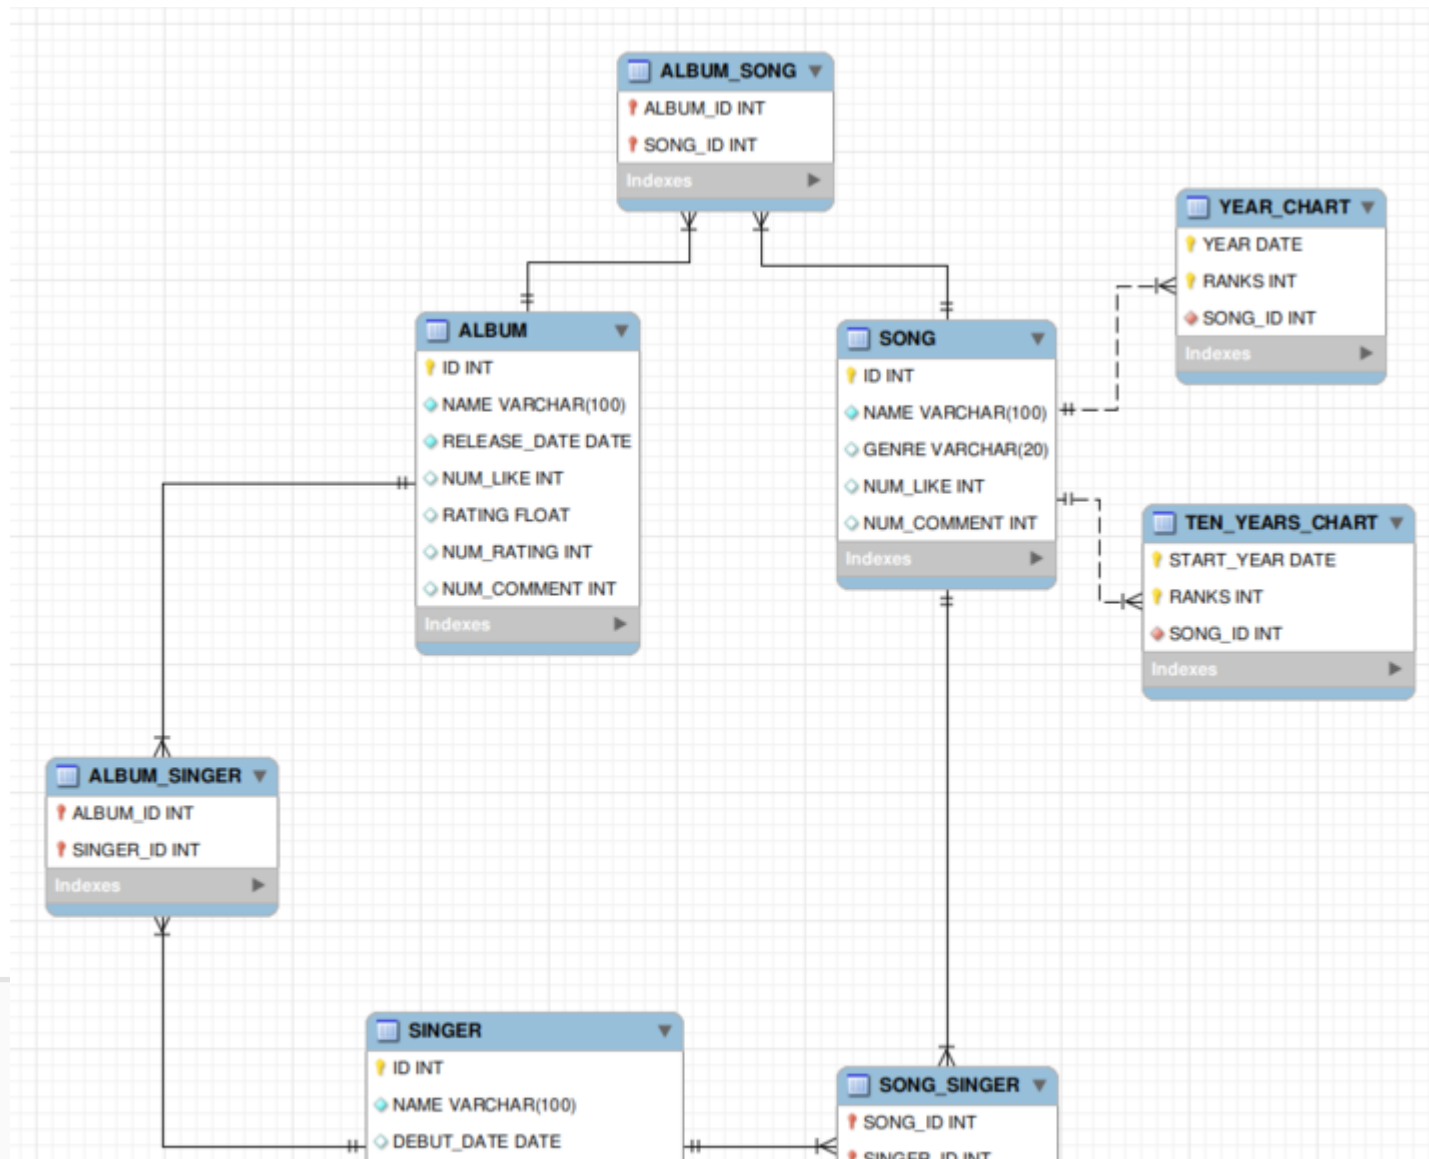 ALBUM_SONG
ALBUM_ID INT
SONG_ID INT
Indexes
YEAR_CHART
YEAR DATE
RANKS INT
SONG_ID INT
Indexes
ALBUM
ID INT
NAME VARCHAR(100)
RELEASE_DATE DATE
NUM_LIKE INT
RATING FLOAT
NUM_RATING INT
NUM_COMMENT INT
Indexes
SONG
ID INT
NAME VARCHAR(100)
GENRE VARCHAR(20)
NUM_LIKE INT
NUM_COMMENT INT
Indexes
TEN_YEARS_CHART
START_YEAR DATE
RANKS INT
SONG_ID INT
Indexes
ALBUM_SINGER
ALBUM_ID INT
SINGER_ID INT
Indexes
SINGER
ID INT
NAME VARCHAR(100)
DEBUT_DATE DATE
SONG_SINGER
SONG_ID INT
SINGER_ID INT